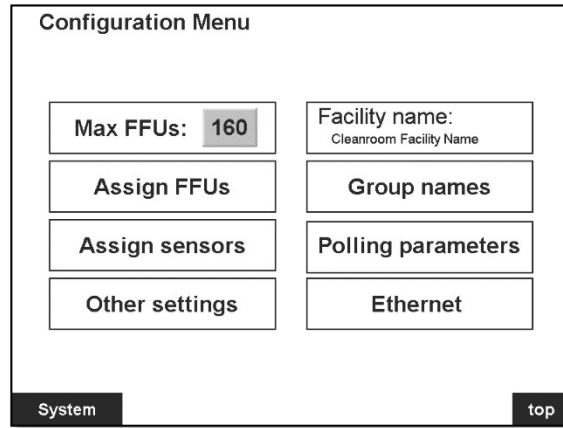 Configuration Menu
Max FFUs: 160
Facility name:
Cleanroom Facility Name
Assign FFUs
Group names
Assign sensors
Polling parameters
Other settings
Ethernet
System
top